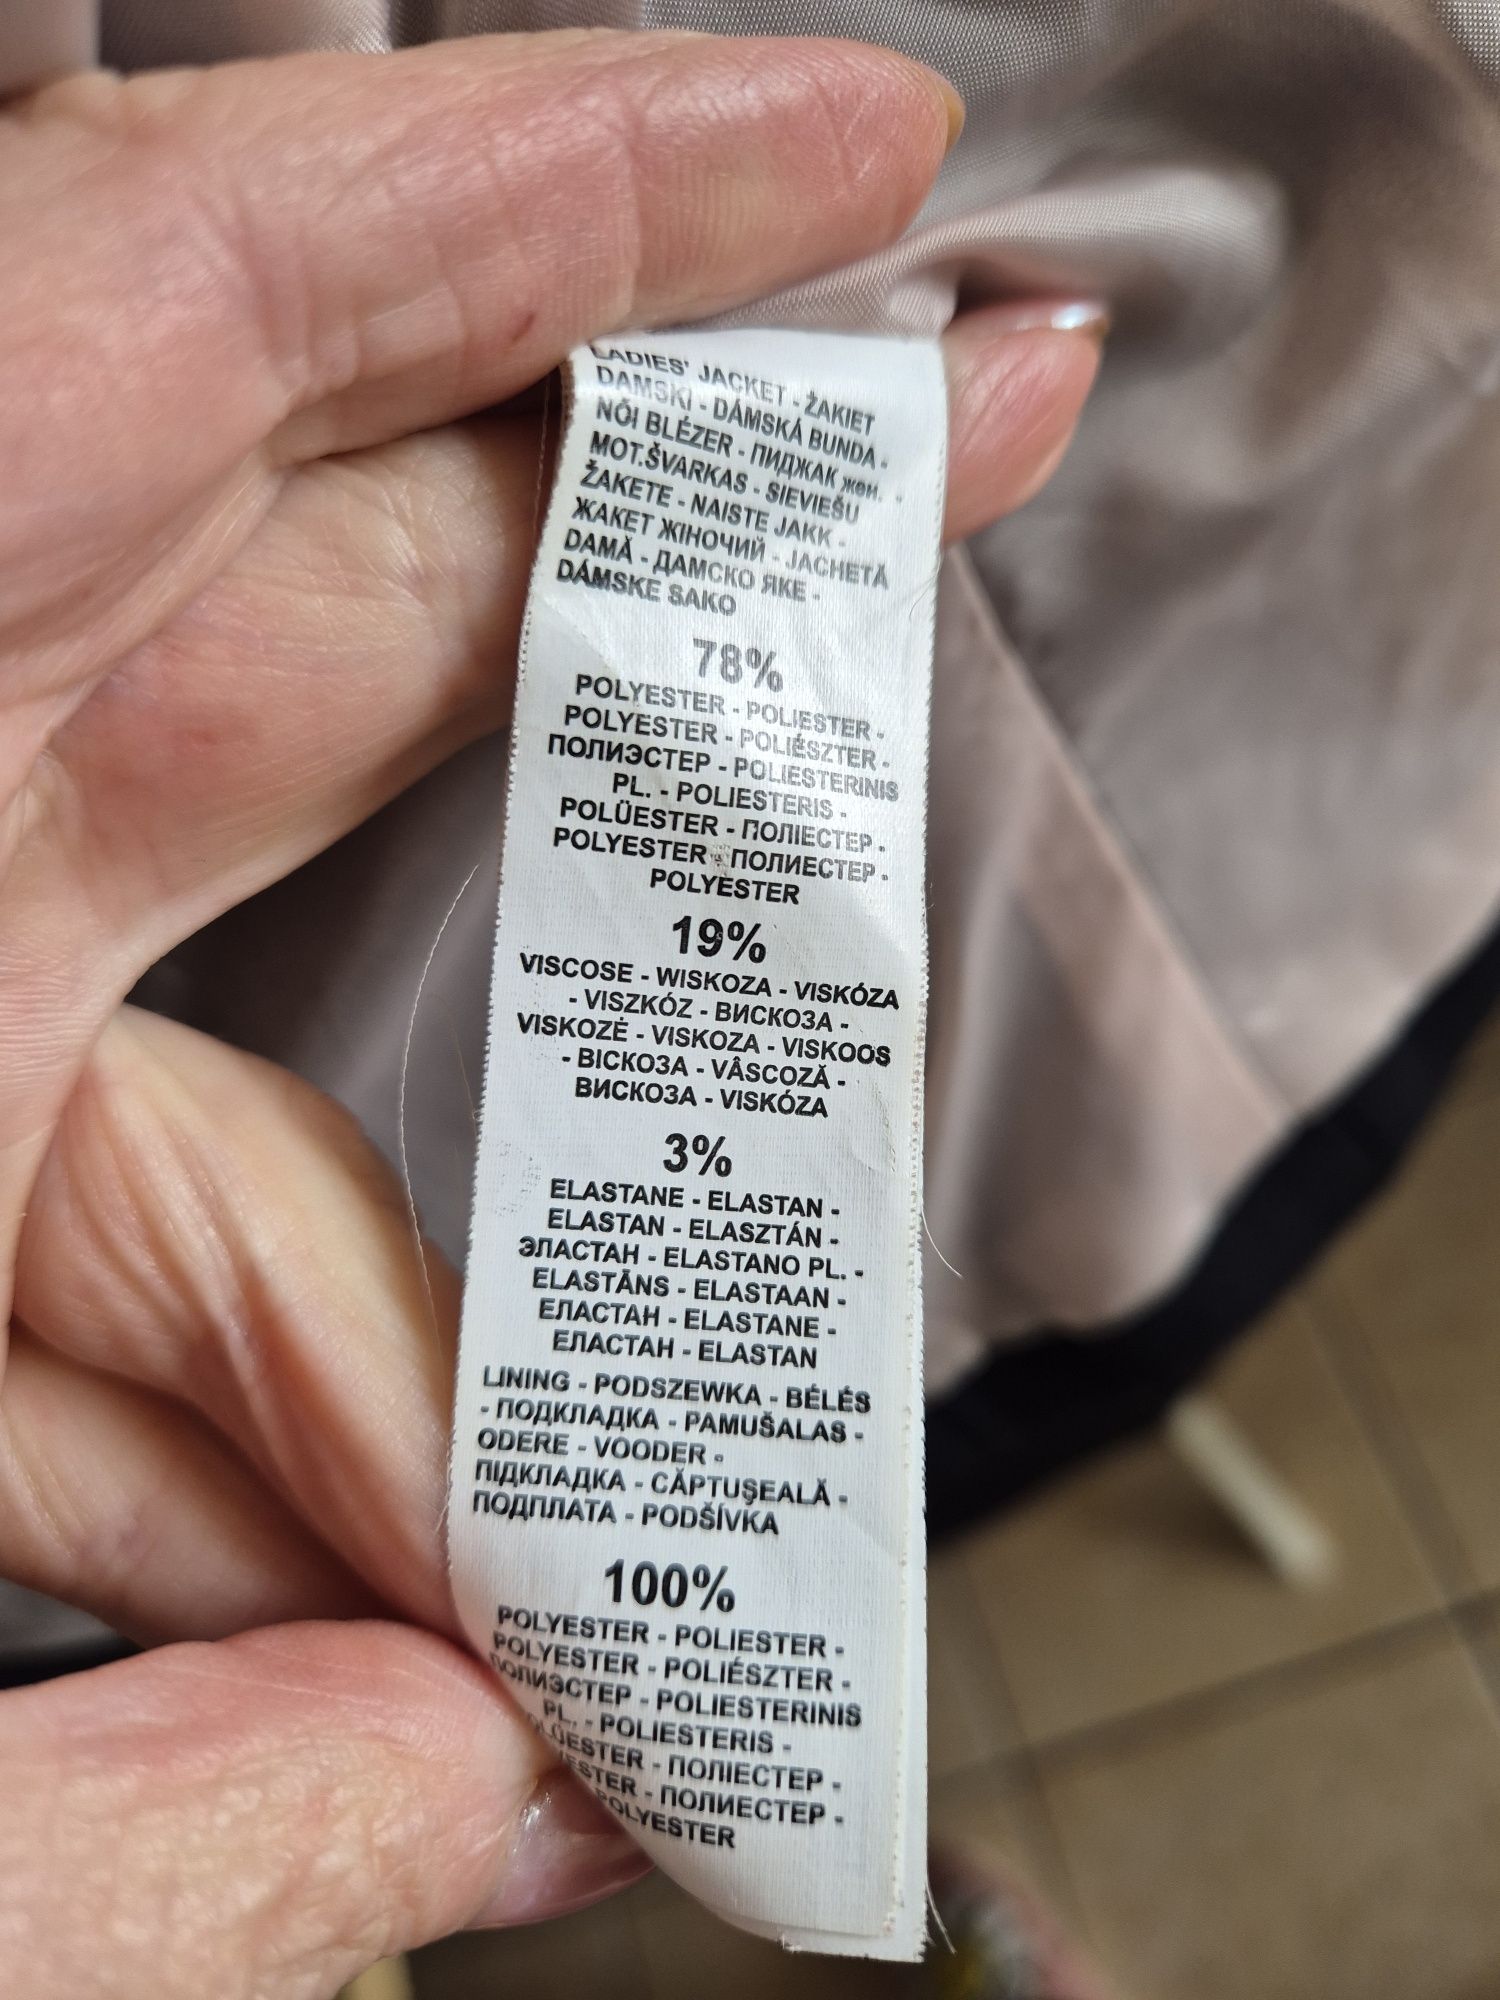 LADIES' JACKET - ŻAKIET
DAMSKI - DÁMSKÁ BUNDA -
NŐI BLÉZER - ПИДЖАК жен. -
MOT.ŠVARKAS - SIEVIEŠU
ŽAKETE - NAISTE JAKK -
ЖАКЕТ ЖІНОЧИЙ - JACHETĂ
DAMĂ - ДАМСКО ЯКЕ -
DÁMSKE SAKO
78%
POLYESTER - POLIESTER -
POLYESTER - POLIÉSZTER -
ПОЛИЭСТЕР - POLIESTERINIS
PL. - POLIESTERIS -
POLÜESTER - ПОЛІЕСТЕР -
POLYESTER - ПОЛИЕСТЕР -
POLYESTER
19%
VISCOSE - WISKOZA - VISKÓZA
- VISZKÓZ - ВИСКОЗА -
VISKOZĖ - VISKOZA - VISKOOS
- ВІСКОЗА - VÂSCOZĂ -
ВИСКОЗА - VISKÓZA
3%
ELASTANE - ELASTAN -
ELASTAN - ELASZTÁN -
ЭЛАСТАН - ELASTANO PL. -
ELASTĀNS - ELASTAAN -
ЕЛАСТАН - ELASTANE -
ЕЛАСТАН - ELASTAN
LINING - PODSZEWKA - BÉLÉS
- ПОДКЛАДКА - PAMUŠALAS -
ODERE - VOODER -
ПІДКЛАДКА - CĂPTUŞEALĂ -
ПОДПЛАТА - PODŠÍVKA
100%
POLYESTER - POLIESTER -
POLYESTER - POLIÉSZTER -
ПОЛИЭСТЕР - POLIESTERINIS
PL. - POLIESTERIS -
POLÜESTER - ПОЛІЕСТЕР -
- ПОЛИЕСТЕР -
POLYESTER